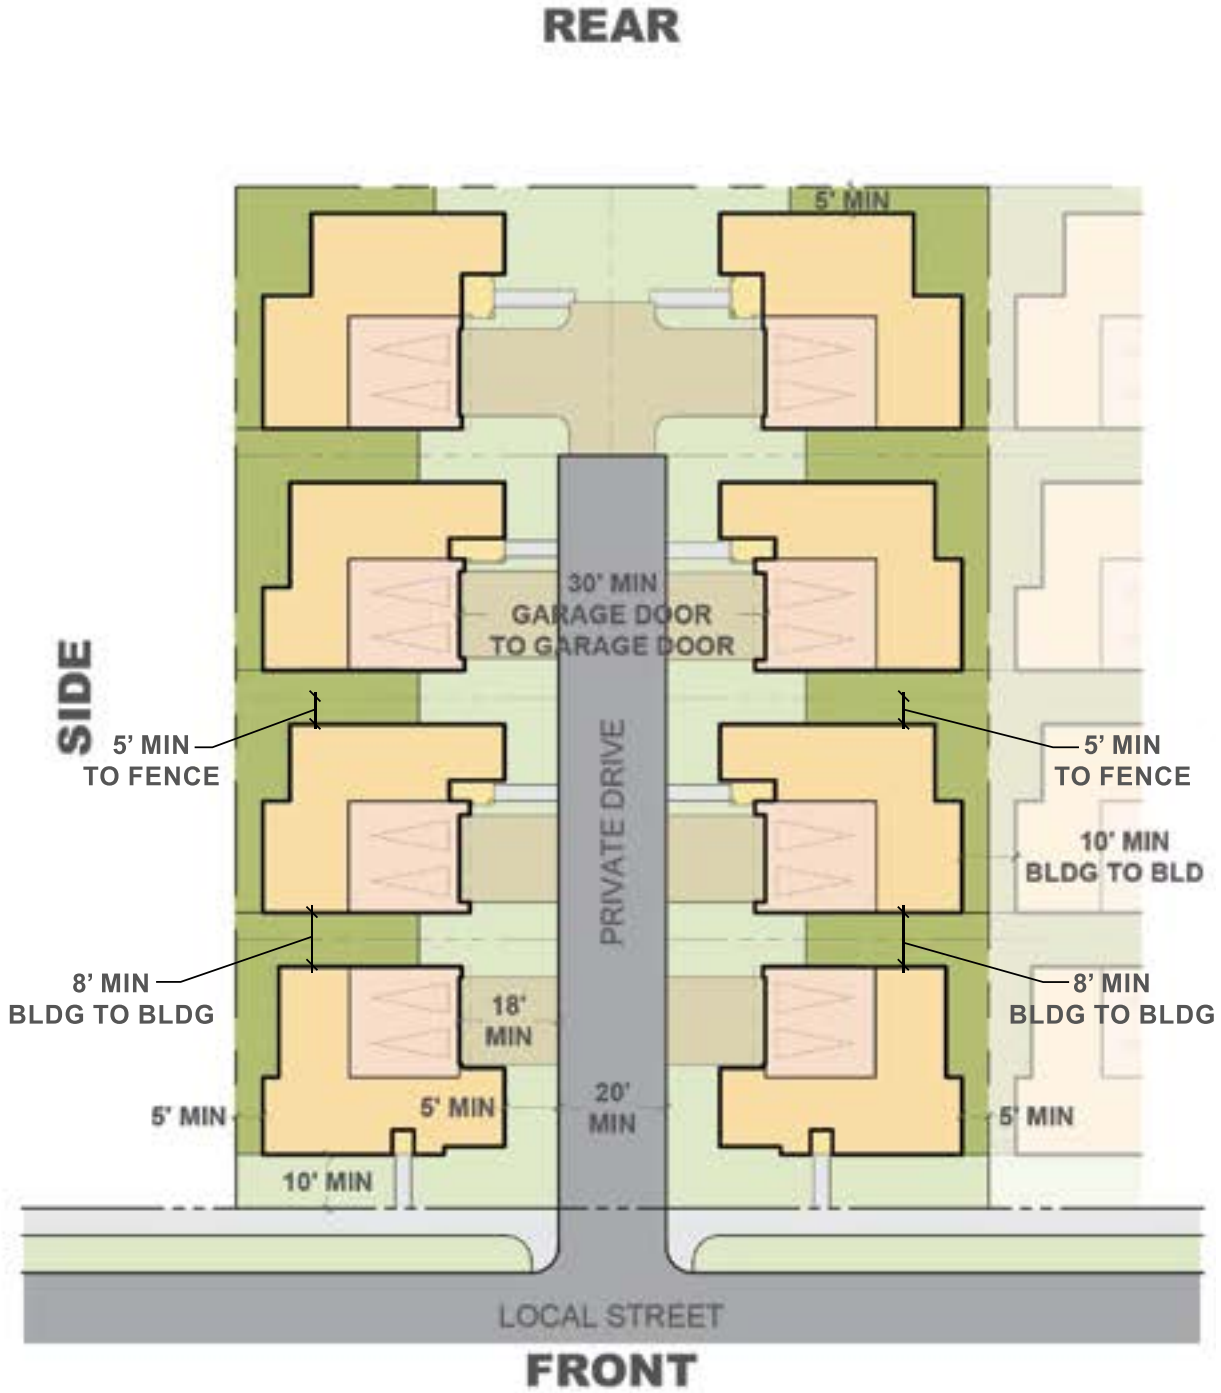 REAR
5' MIN
30' MIN
GARAGE DOOR
TO GARAGE DOOR
SIDE
5’ MIN
TO FENCE
5’ MIN
TO FENCE
PRIVATE DRIVE
10' MIN
BLDG TO BLD
8’ MIN
BLDG TO BLDG
18'
MIN
8’ MIN
BLDG TO BLDG
5' MIN
5' MIN
20'
MIN
5' MIN
10' MIN
LOCAL STREET
FRONT